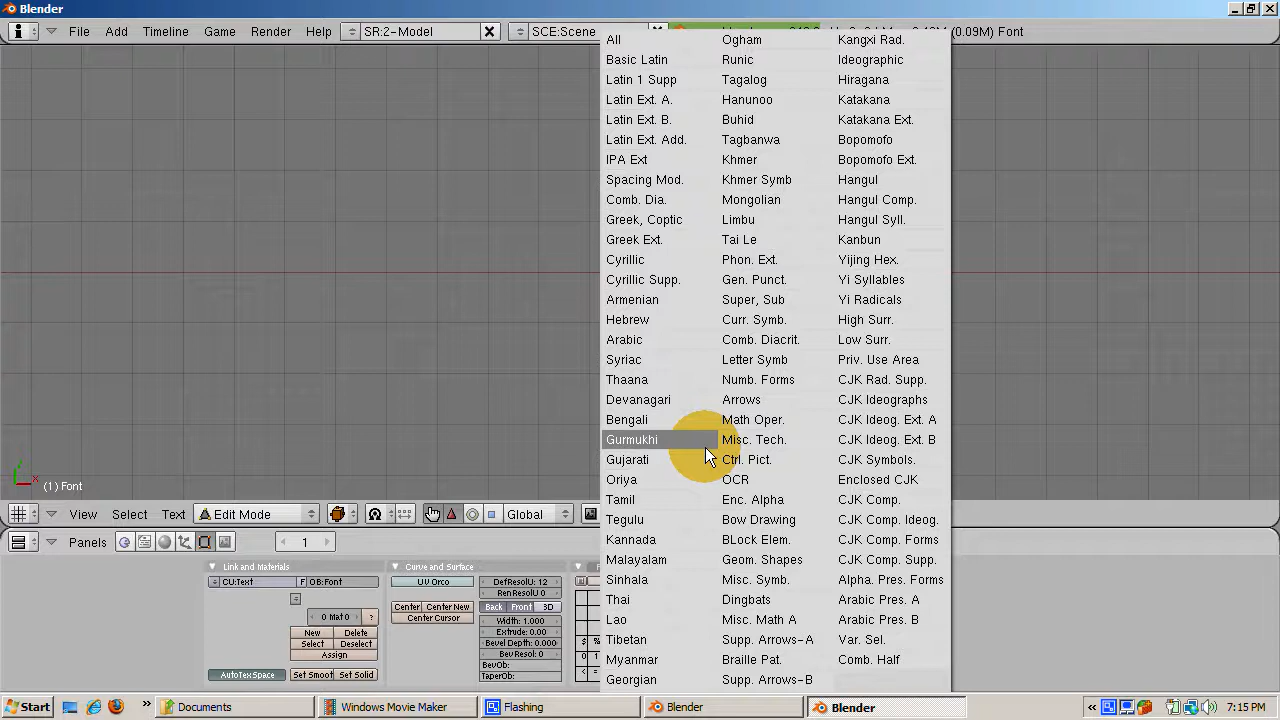 Blender
File Add Timeline Game Render Help SR:2-Model SCE:Scene (0.09M) Font
All
Basic Latin
Latin 1 Supp
Latin Ext. A.
Latin Ext. B.
Latin Ext. Add.
IPA Ext
Spacing Mod.
Comb. Dia.
Greek, Coptic
Greek Ext.
Cyrillic
Cyrillic Supp.
Armenian
Hebrew
Arabic
Syriac
Thaana
Devanagari
Bengali
Gurmukhi
Gujarati
Oriya
Tamil
Tegulu
Kannada
Malayalam
Sinhala
Thai
Lao
Tibetan
Myanmar
Georgian
Ogham
Runic
Tagalog
Hanunoo
Buhid
Tagbanwa
Khmer
Khmer Symb
Mongolian
Limbu
Tai Le
Phon. Ext.
Gen. Punct.
Super, Sub
Curr. Symb.
Comb. Diacrit.
Letter Symb
Numb. Forms
Arrows
Math Oper.
Misc. Tech.
Ctrl. Pict.
OCR
Enc. Alpha
Bow Drawing
BLock Elem.
Geom. Shapes
Misc. Symb.
Dingbats
Misc. Math A
Supp. Arrows-A
Braille Pat.
Supp. Arrows-B
Kangxi Rad.
Ideographic
Hiragana
Katakana
Katakana Ext.
Bopomofo
Bopomofo Ext.
Hangul
Hangul Comp.
Hangul Syll.
Kanbun
Yijing Hex.
Yi Syllables
Yi Radicals
High Surr.
Low Surr.
Priv. Use Area
CJK Rad. Supp.
CJK Ideographs
CJK Ideog. Ext. A
CJK Ideog. Ext. B
CJK Symbols.
Enclosed CJK
CJK Comp.
CJK Comp. Ideog.
CJK Comp. Forms
CJK Comp. Supp.
Alpha. Pres. Forms
Arabic Pres. A
Arabic Pres. B
Var. Sel.
Comb. Half
(1) Font
View Select Text Edit Mode Global
Panels 1
Link and Materials
CU:Text F OB:Font
0 Mat 0 ?
New Delete
Select Deselect
Assign
AutoTexSpace Set Smoot Set Solid
Curve and Surface
UV Orco
Center Center New
Center Cursor
DefResolU: 12
RenResolU 0
Back Front 3D
Width: 1.000
Extrude: 0.00
Bevel Depth: 0.000
BevResol: 0
BevOb:
TaperOb:
Start Documents Windows Movie Maker Flashing Blender Blender 7:15 PM